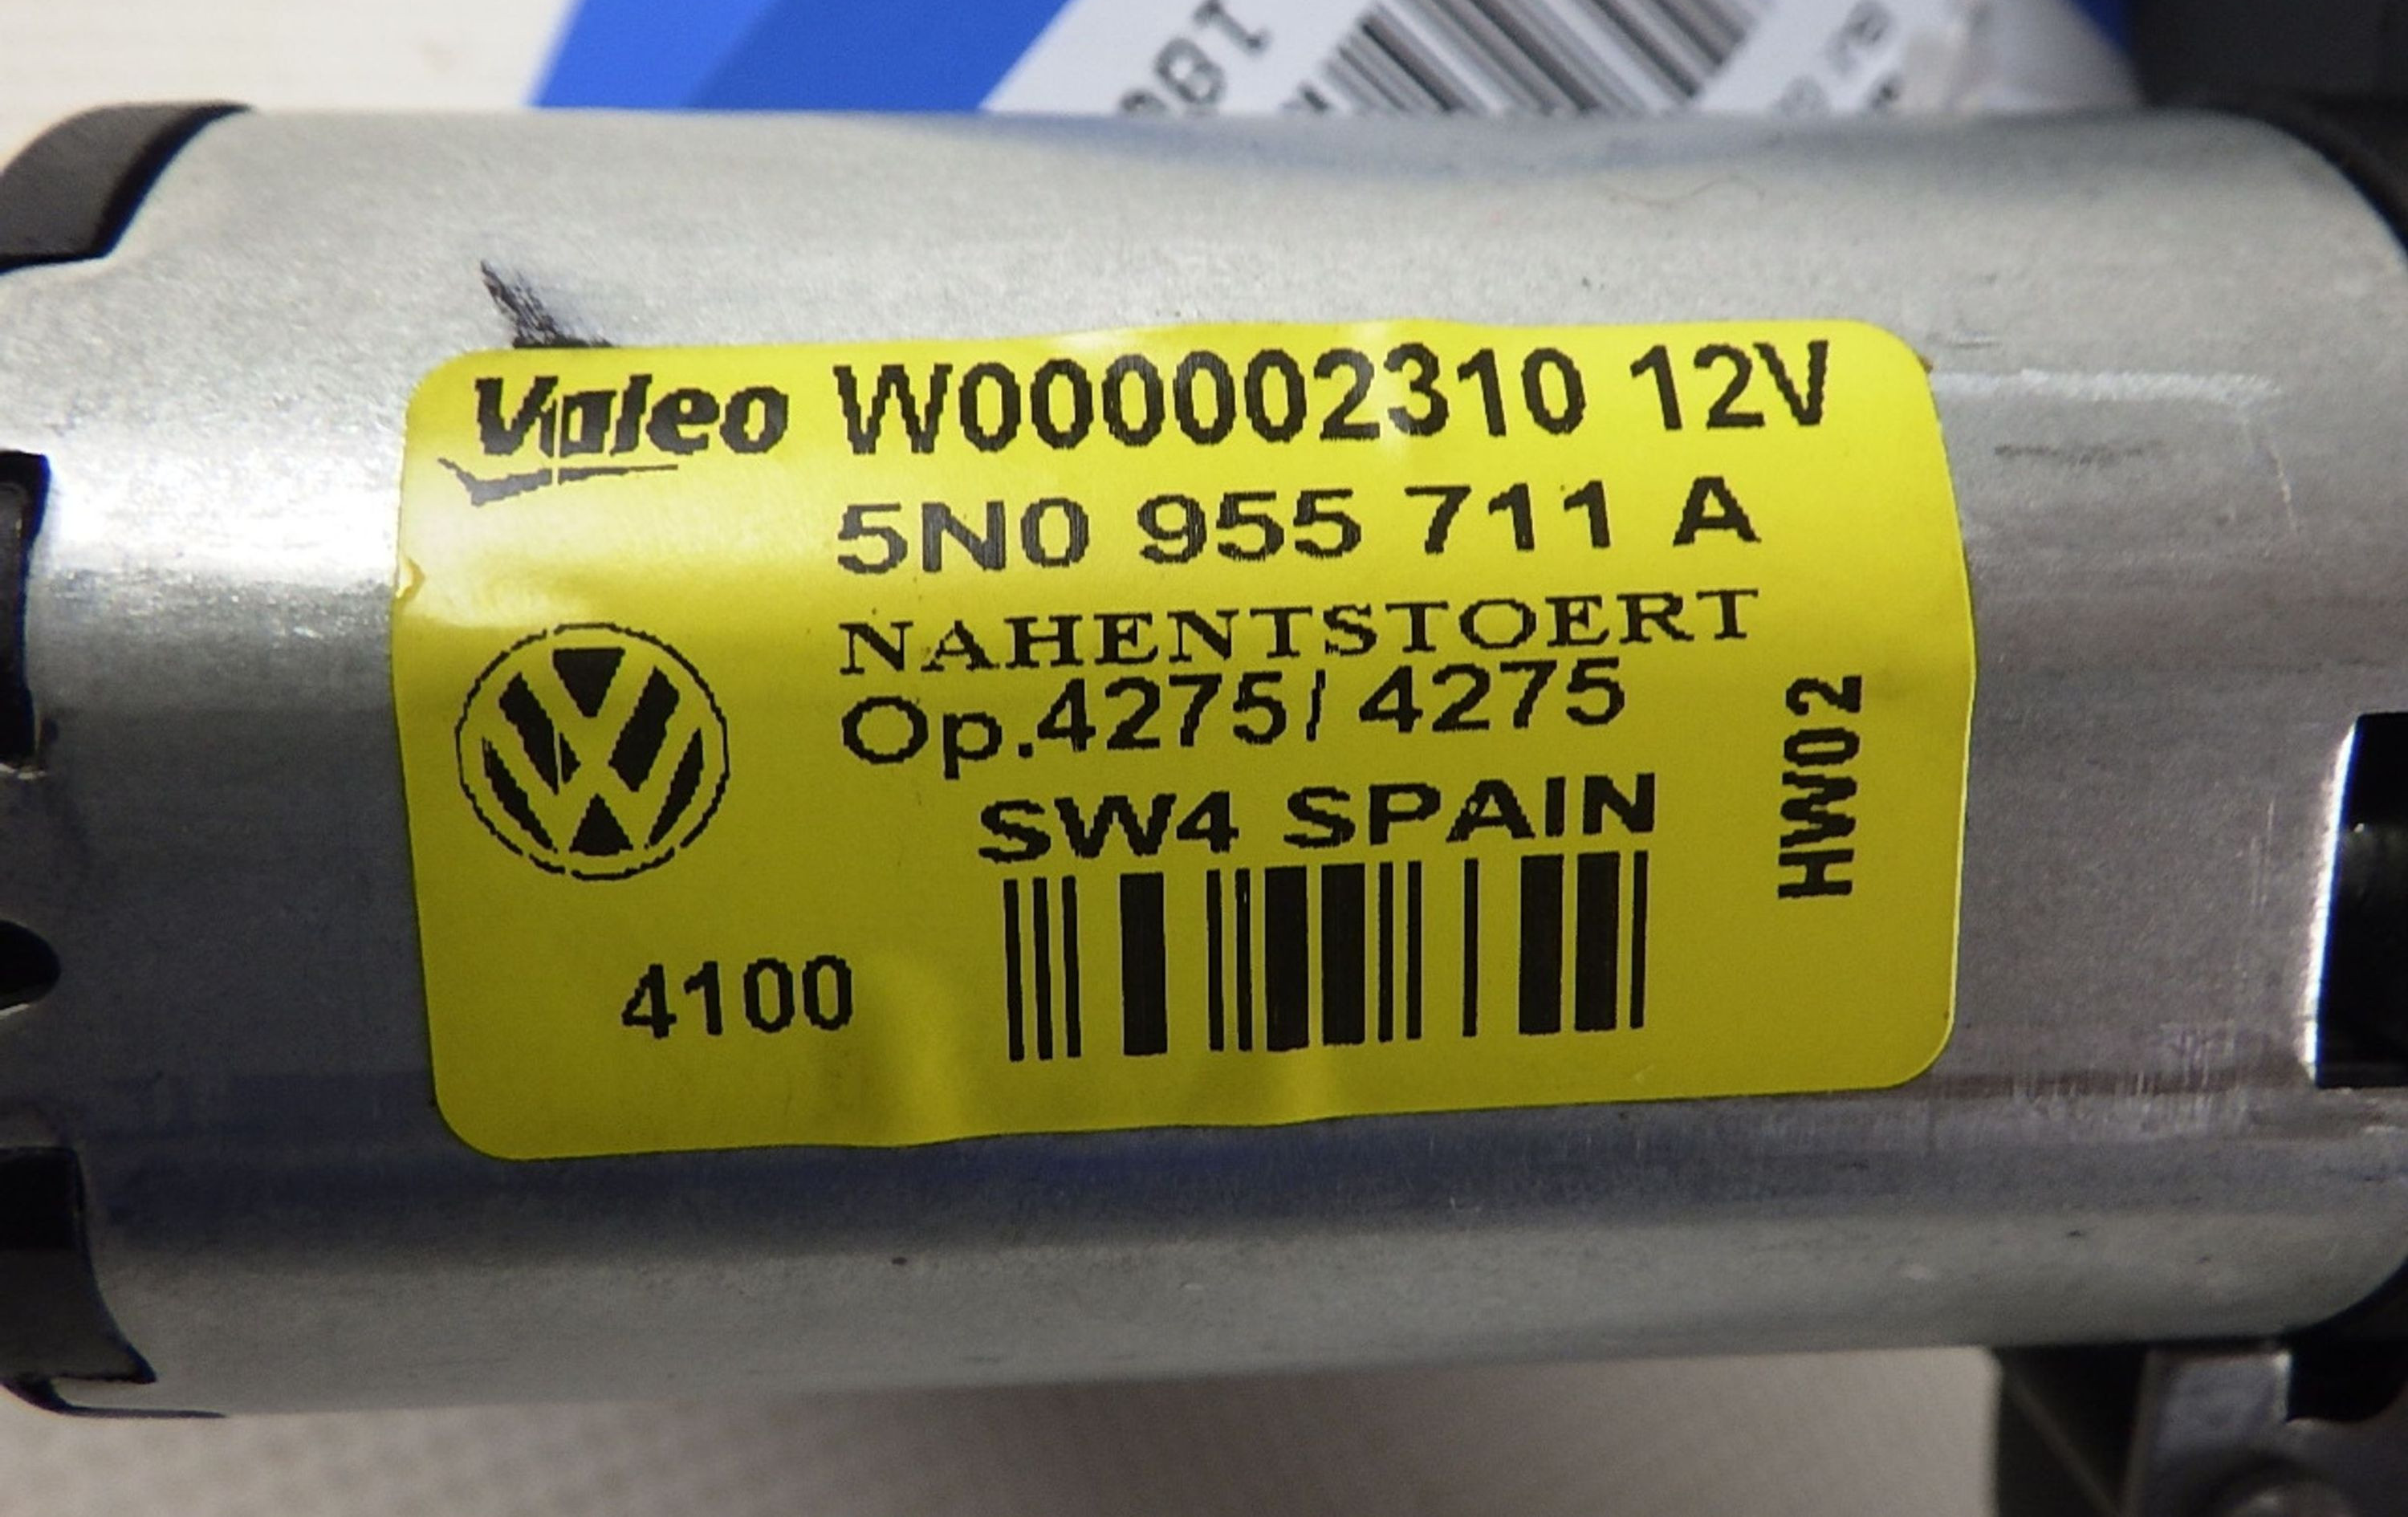 Valeo W000002310 12V
5N0 955 711 A
NAHENTSTOERT
Op.4275/ 4275
SW4 SPAIN
HW02
4100